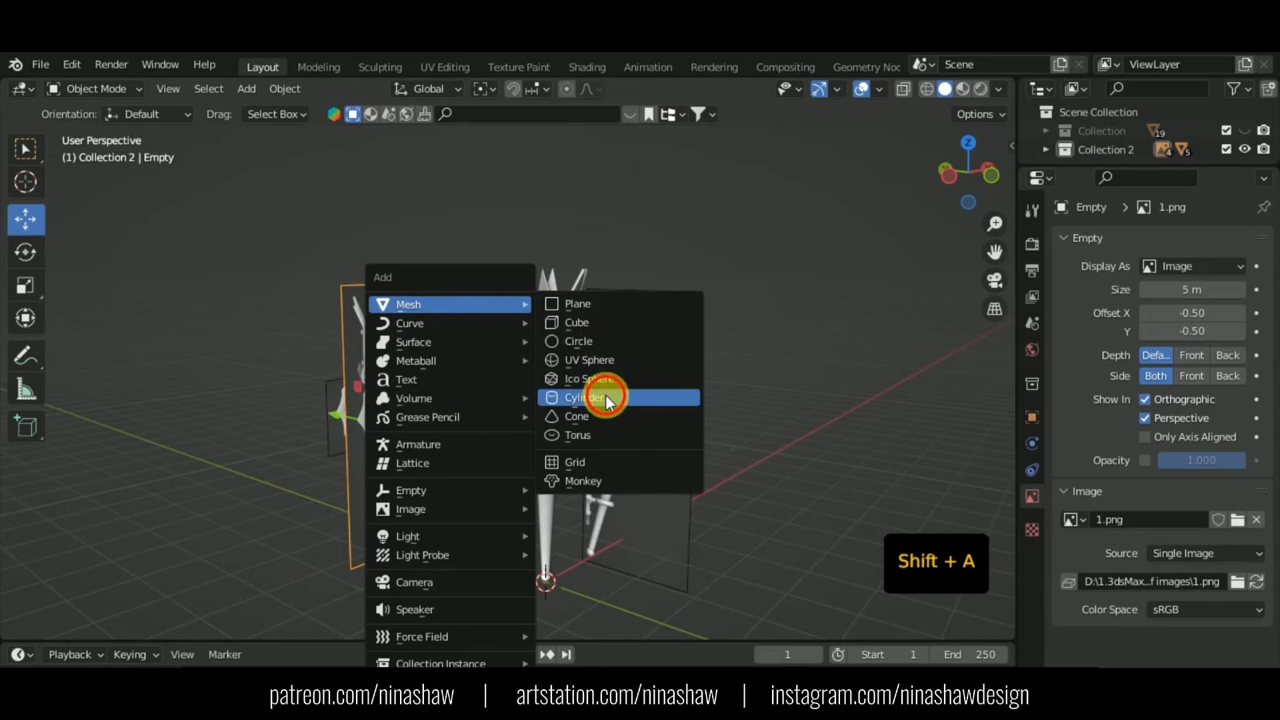 File Edit Render Window Help Layout Modeling Sculpting UV Editing Texture Paint Shading Animation Rendering Compositing Geometry Noc Scene ViewLayer
Object Mode View Select Add Object Global
Orientation: Default Drag: Select Box Options
User Perspective
(1) Collection 2 | Empty
Scene Collection
Collection 19
Collection 2 4 5
Z
Add
Mesh
Curve
Surface
Metaball
Text
Volume
Grease Pencil
Armature
Lattice
Empty
Image
Light
Light Probe
Camera
Speaker
Force Field
Collection Instance
Plane
Cube
Circle
UV Sphere
Ico Sphere
Cylinder
Cone
Torus
Grid
Monkey
Shift + A
Empty 1.png
Empty
Display As Image
Size 5 m
Offset X -0.50
Y -0.50
Depth Defa… Front Back
Side Both Front Back
Show In Orthographic
Perspective
Only Axis Aligned
Opacity 1.000
Image
1.png
Source Single Image
D:\1.3dsMax...f images\1.png
Color Space sRGB
Playback Keying View Marker 1 Start 1 End 250
patreon.com/ninashaw | artstation.com/ninashaw | instagram.com/ninashawdesign